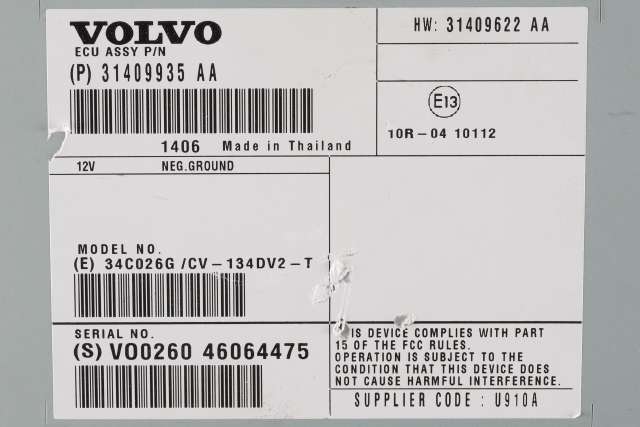 VOLVO
ECU ASSY P/N
(P) 31409935 AA
1406 Made in Thailand
HW: 31409622 AA
E13
10R-04 10112
12V NEG.GROUND
MODEL NO.
(E) 34C026G /CV-134DV2-T
SERIAL NO.
(S) V00260 46064475
IS DEVICE COMPLIES WITH PART
15 OF THE FCC RULES.
OPERATION IS SUBJECT TO THE
CONDITION THAT THIS DEVICE DOES
NOT CAUSE HARMFUL INTERFERENCE.
SUPPLIER CODE : U910A